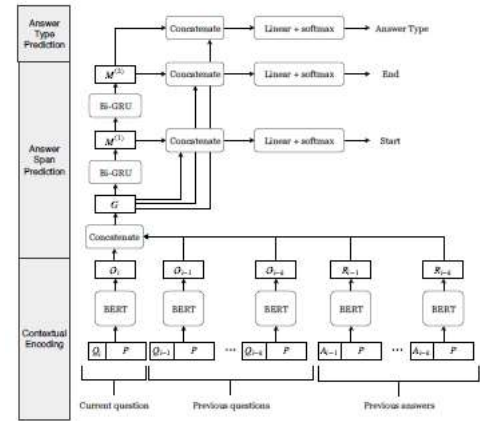 Answer
Type
Prediction
Concatenate
Linear + softmax
Answer Type
M(2)
Concatenate
Linear + softmax
End
Bi-GRU
Answer
Span
Prediction
M(1)
Concatenate
Linear + softmax
Start
Bi-GRU
G
Concatenate
Contextual
Encoding
Oi
Oi−1
Oi−k
Ri−1
Ri−k
BERT
BERT
BERT
BERT
BERT
Qi P
Qi−1 P
...
Qi−k P
Ai−1 P
...
Ai−k P
Current question
Previous questions
Previous answers